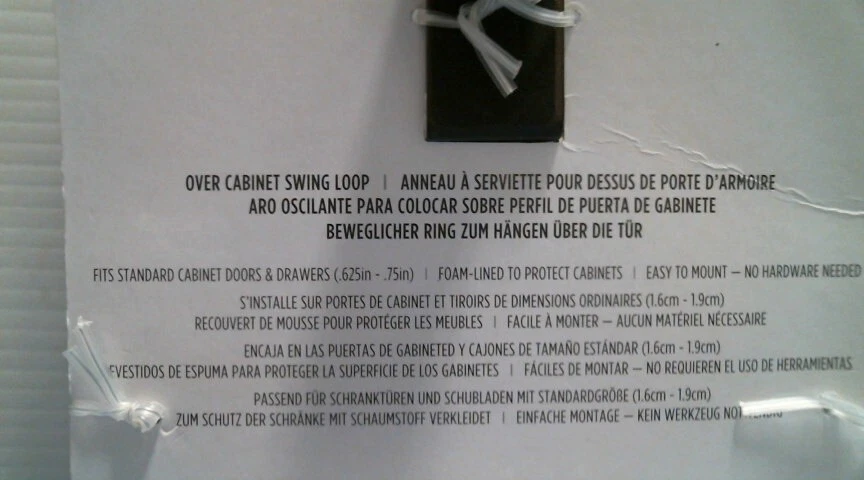 OVER CABINET SWING LOOP | ANNEAU À SERVIETTE POUR DESSUS DE PORTE D'ARMOIRE
ARO OSCILANTE PARA COLOCAR SOBRE PERFIL DE PUERTA DE GABINETE
BEWEGLICHER RING ZUM HÄNGEN ÜBER DIE TÜR
FITS STANDARD CABINET DOORS & DRAWERS (.625in - .75in) | FOAM-LINED TO PROTECT CABINETS | EASY TO MOUNT – NO HARDWARE NEEDED
S'INSTALLE SUR PORTES DE CABINET ET TIROIRS DE DIMENSIONS ORDINAIRES (1.6cm - 1.9cm)
RECOUVERT DE MOUSSE POUR PROTÉGER LES MEUBLES | FACILE À MONTER – AUCUN MATÉRIEL NÉCESSAIRE
ENCAJA EN LAS PUERTAS DE GABINETED Y CAJONES DE TAMAÑO ESTÁNDAR (1.6cm - 1.9cm)
DE ESPUMA PARA PROTEGER LA SUPERFICIE DE LOS GABINETES | FÁCILES DE MONTAR – NO REQUIEREN EL USO DE HERRAMIENTAS
PASSEND FÜR SCHRANKTÜREN UND SCHUBLADEN MIT STANDARDGRÖßE (1.6cm - 1.9cm)
ZUM SCHUTZ DER SCHRÄNKE MIT SCHAUMSTOFF VERKLEIDET | EINFACHE MONTAGE – KEIN WERKZEUG